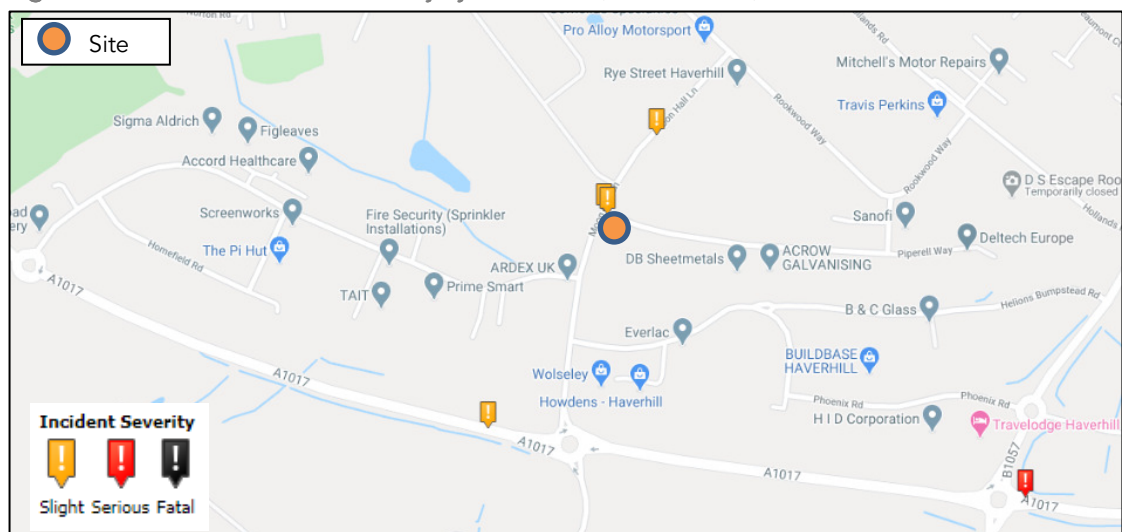 Site
Pro Alloy Motorsport
Rye Street Haverhill
Mitchell's Motor Repairs
Travis Perkins
Hollands Rd
Rookwood Way
Rookwood Way
Sigma Aldrich
Figleaves
Accord Healthcare
Screenworks
Fire Security (Sprinkler
Installations)
The Pi Hut
Homefield Rd
TAIT
Prime Smart
ARDEX UK
DB Sheetmetals
ACROW
GALVANISING
Sanofi
Piperell Way
Deltech Europe
D S Escape Roo
Temporarily closed
Hollands
A1017
Everlac
B & C Glass
Helions Bumpstead Rd
BUILDBASE
HAVERHILL
Wolseley
Howdens - Haverhill
Phoenix Rd
Phoenix Rd
H I D Corporation
Travelodge Haverhill
A1017
A1017
A1017
B1057
A1017
Incident Severity
Slight Serious Fatal